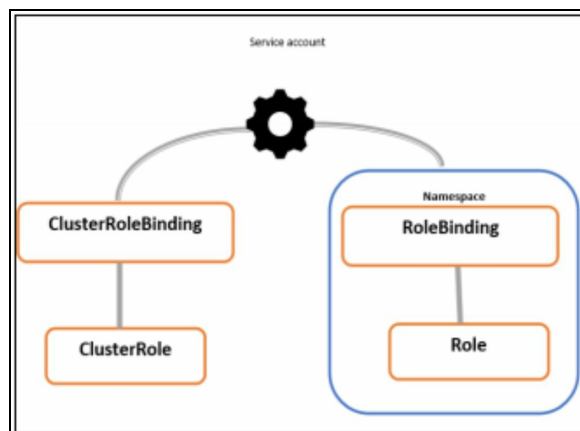 Service account
Namespace
ClusterRoleBinding
RoleBinding
ClusterRole
Role